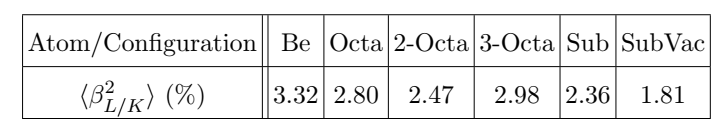 Atom/Configuration Be Octa 2-Octa 3-Octa Sub SubVac
⟨β²_{L/K}⟩ (%) 3.32 2.80 2.47 2.98 2.36 1.81